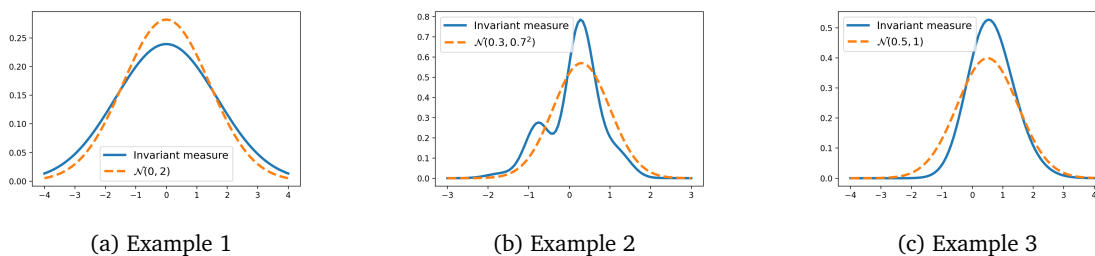 0.25
0.20
0.15
0.10
0.05
0.00
Invariant measure
𝒩(0, 2)
−4 −3 −2 −1 0 1 2 3 4
(a) Example 1
0.8
0.7
0.6
0.5
0.4
0.3
0.2
0.1
0.0
Invariant measure
𝒩(0.3, 0.7²)
−3 −2 −1 0 1 2 3
(b) Example 2
0.5
0.4
0.3
0.2
0.1
0.0
Invariant measure
𝒩(0.5, 1)
−4 −3 −2 −1 0 1 2 3 4
(c) Example 3